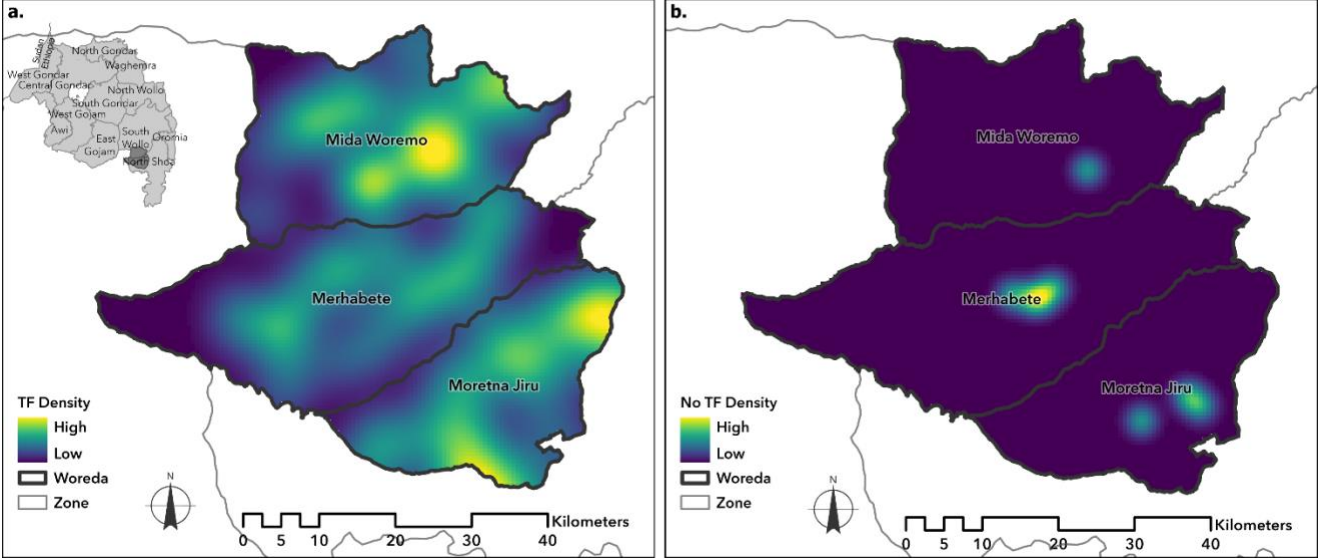 a.
Sudan
Ethiopia
North Gondar
Waghemra
West Gondar
Central Gondar
North Wollo
South Gondar
West Gojam
Awi
East
Gojam
South
Wollo
Oromia
North Shoa
Mida Woremo
Merhabete
Moretna Jiru
TF Density
High
Low
Woreda
Zone
N
Kilometers
0 5 10 20 30 40
b.
Mida Woremo
Merhabete
Moretna Jiru
No TF Density
High
Low
Woreda
Zone
N
Kilometers
0 5 10 20 30 40